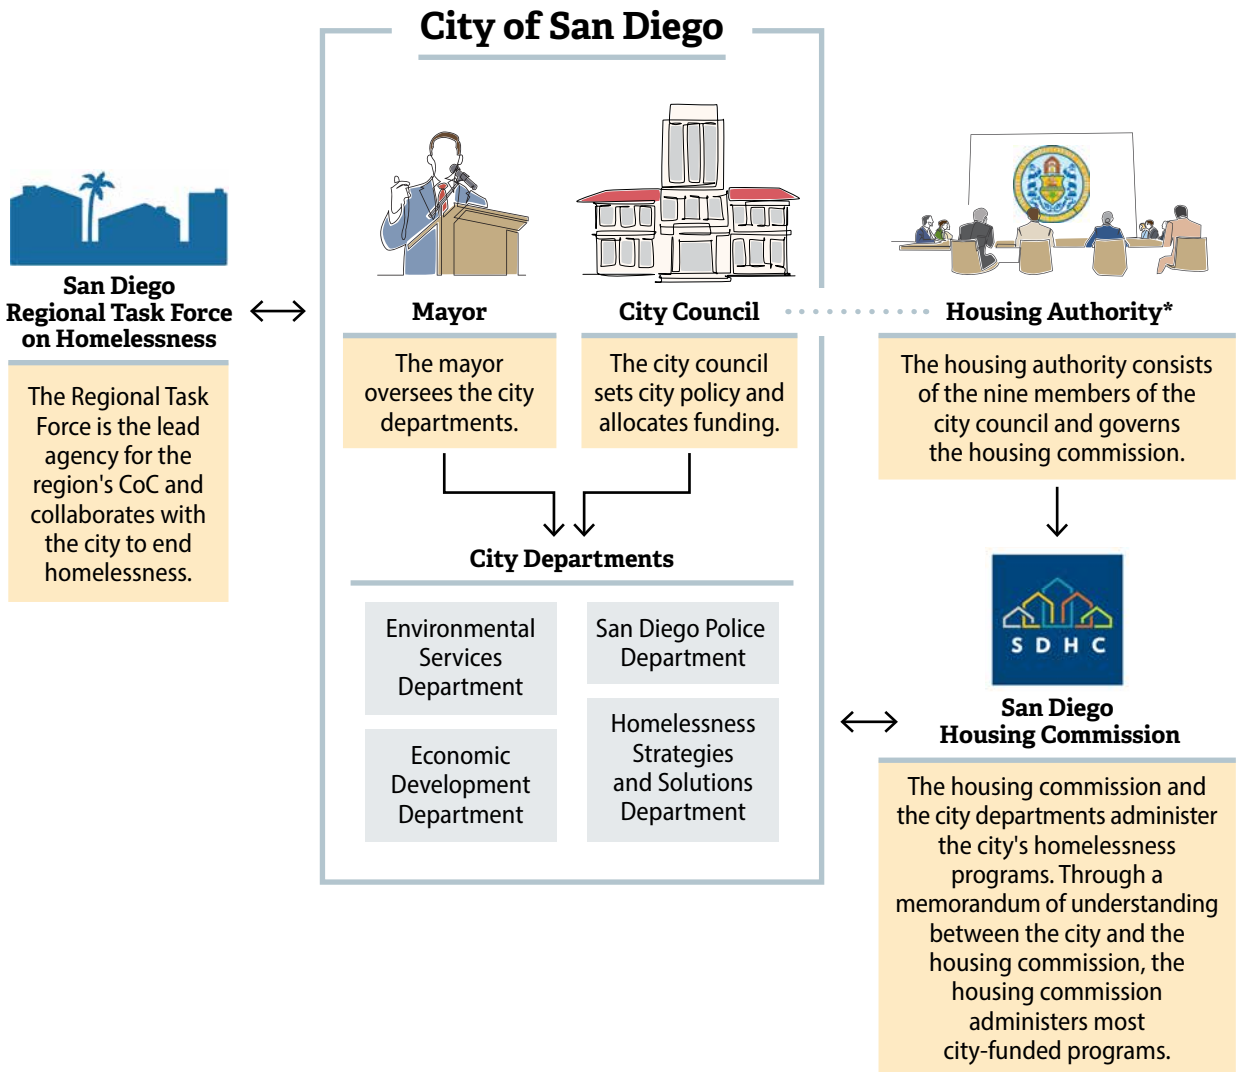 City of San Diego
San Diego
Regional Task Force
on Homelessness
The Regional Task
Force is the lead
agency for the
region's CoC and
collaborates with
the city to end
homelessness.
Mayor
The mayor
oversees the city
departments.
City Council
The city council
sets city policy and
allocates funding.
Housing Authority*
The housing authority consists
of the nine members of the
city council and governs
the housing commission.
City Departments
Environmental
Services
Department
San Diego Police
Department
Economic
Development
Department
Homelessness
Strategies
and Solutions
Department
SDHC
San Diego
Housing Commission
The housing commission and
the city departments administer
the city's homelessness
programs. Through a
memorandum of understanding
between the city and the
housing commission, the
housing commission
administers most
city-funded programs.